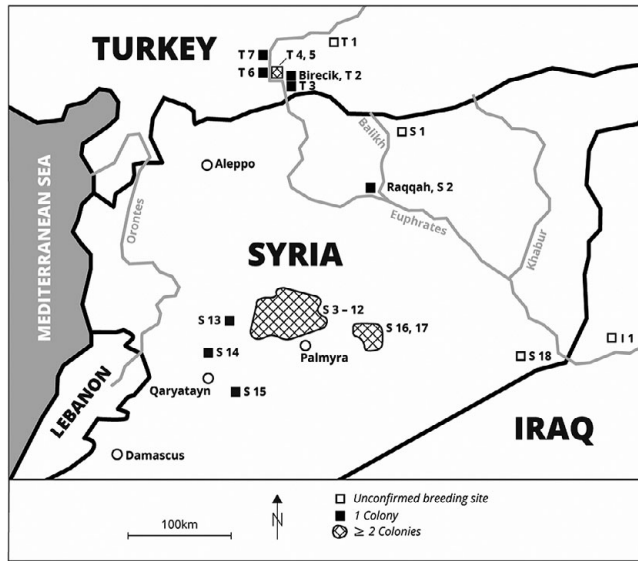 TURKEY
T 1
T 7
T 4, 5
T 6
Birecik, T 2
T 3
MEDITERRANEAN SEA
Orontes
Aleppo
Balikh
S 1
Raqqah, S 2
Euphrates
Khabur
SYRIA
S 3 – 12
S 13
S 16, 17
S 14
Palmyra
I 1
S 18
Qaryatayn
S 15
LEBANON
IRAQ
Damascus
100km
N
Unconfirmed breeding site
1 Colony
≥ 2 Colonies